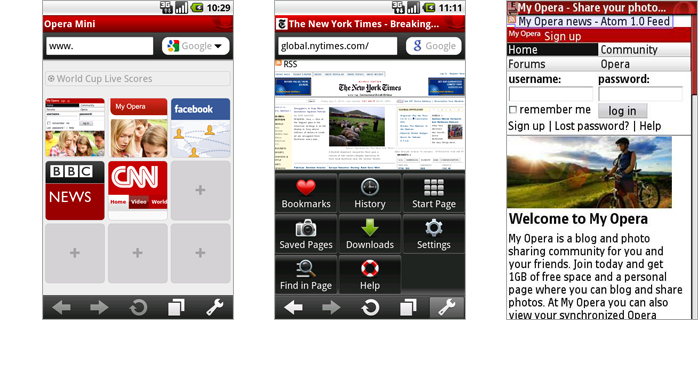 3G
10:29
Opera Mini
www.
Google
World Cup Live Scores
My Opera
facebook
BBC
NEWS
CNN
Home Video World
3G
11:11
The New York Times - Breaking...
global.nytimes.com/
Google
RSS
The New York Times
Bookmarks
History
Start Page
Saved Pages
Downloads
Settings
Find in Page
Help
My Opera - Share your photo...
My Opera news - Atom 1.0 Feed
My Opera Sign up
Home Community
Forums Opera
username: password:
remember me log in
Sign up | Lost password? | Help
Welcome to My Opera
My Opera is a blog and photo
sharing community for you and
your friends. Join today and get
1GB of free space and a personal
page where you can blog and share
photos. At My Opera you can also
view your synchronized Opera